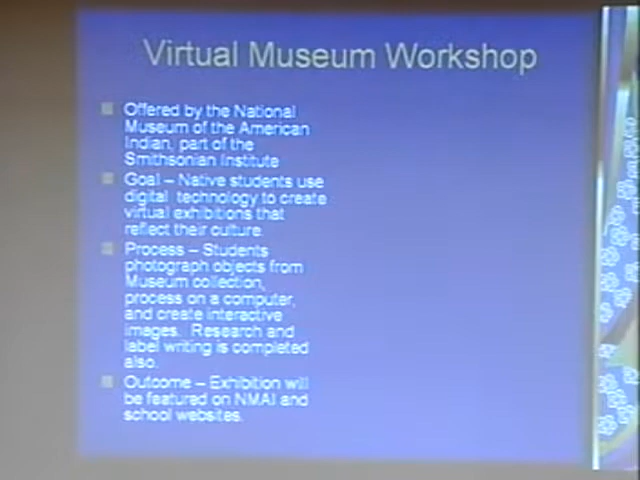 Virtual Museum Workshop
Offered by the National
Museum of the American
Indian, part of the
Smithsonian Institute
Goal – Native students use
digital technology to create
virtual exhibitions that
reflect their culture.
Process – Students
photograph objects from
Museum collection,
process on a computer,
and create interactive
images. Research and
label writing is completed
also.
Outcome – Exhibition will
be featured on NMAI and
school websites.